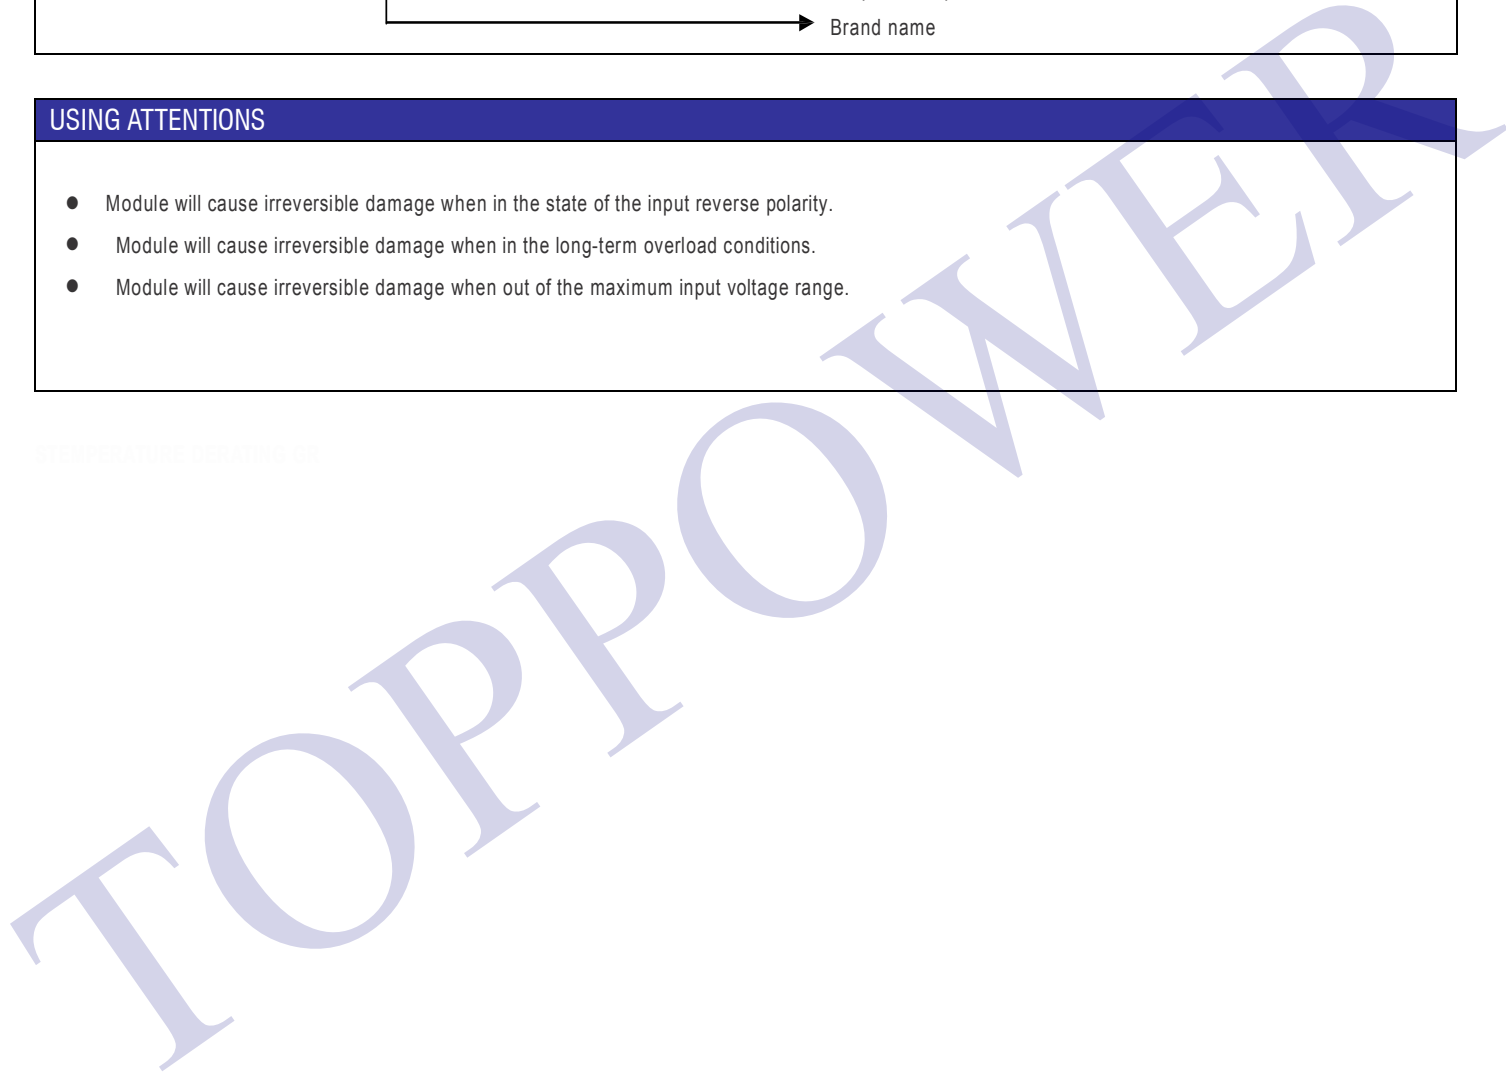 Brand name
USING ATTENTIONS
● Module will cause irreversible damage when in the state of the input reverse polarity.
● Module will cause irreversible damage when in the long-term overload conditions.
● Module will cause irreversible damage when out of the maximum input voltage range.
TOPPOWER